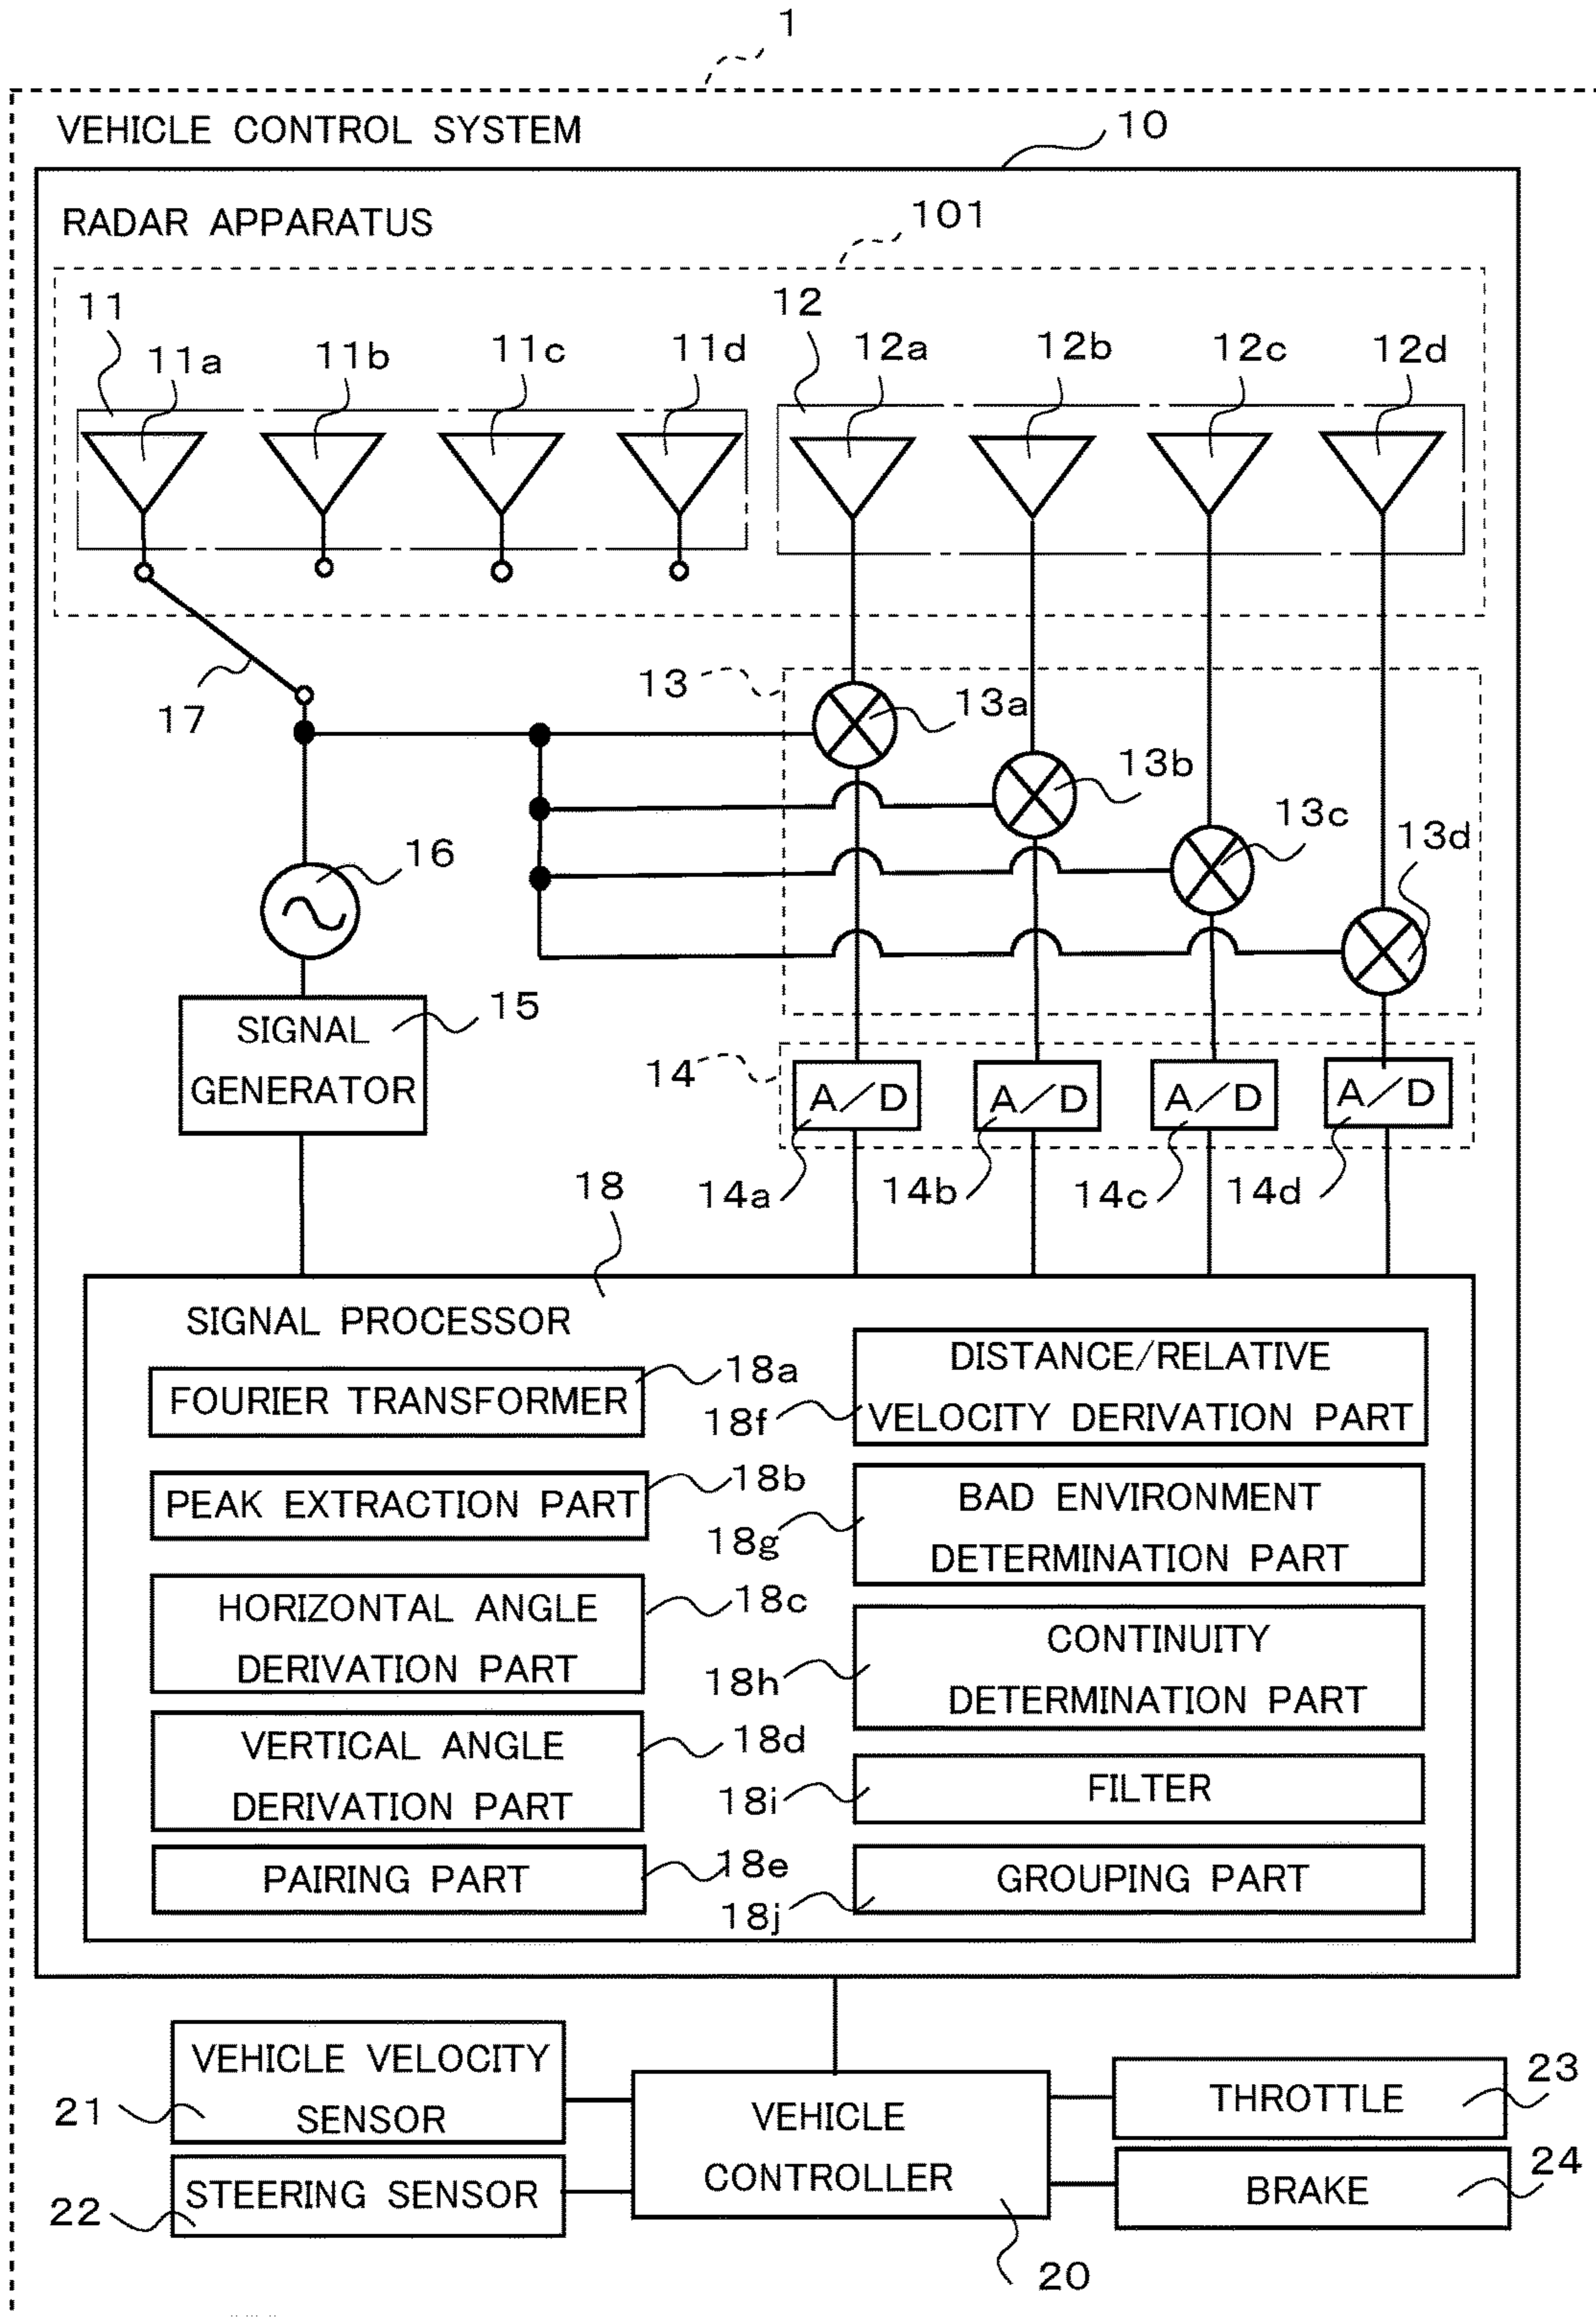 1
VEHICLE CONTROL SYSTEM
10
RADAR APPARATUS
101
11
12
11a
11b
11c
11d
12a
12b
12c
12d
13
13a
17
13b
13c
13d
16
15
SIGNAL
GENERATOR
14
A/D
A/D
A/D
A/D
14a
14b
14c
14d
18
SIGNAL PROCESSOR
FOURIER TRANSFORMER
18a
PEAK EXTRACTION PART
18b
HORIZONTAL ANGLE
DERIVATION PART
18c
VERTICAL ANGLE
DERIVATION PART
18d
PAIRING PART
18e
DISTANCE/RELATIVE
VELOCITY DERIVATION PART
18f
BAD ENVIRONMENT
DETERMINATION PART
18g
CONTINUITY
DETERMINATION PART
18h
FILTER
18i
GROUPING PART
18j
VEHICLE VELOCITY
SENSOR
21
STEERING SENSOR
22
VEHICLE
CONTROLLER
20
THROTTLE
23
BRAKE
24